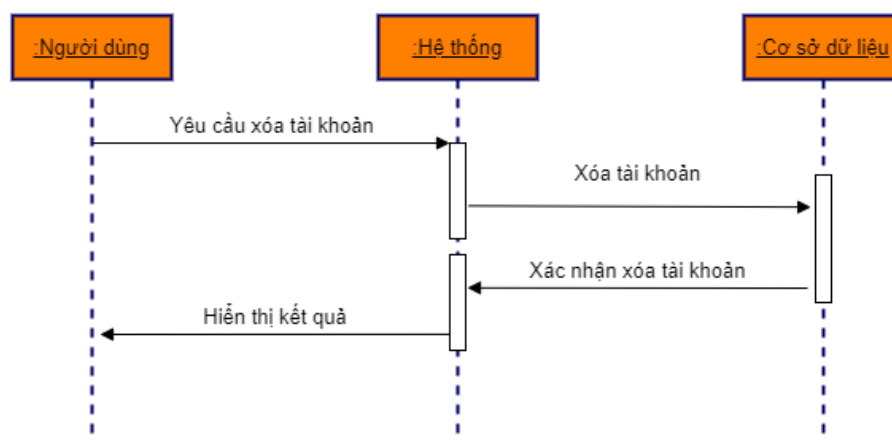 :Người dùng
:Hệ thống
:Cơ sở dữ liệu
Yêu cầu xóa tài khoản
Xóa tài khoản
Xác nhận xóa tài khoản
Hiển thị kết quả